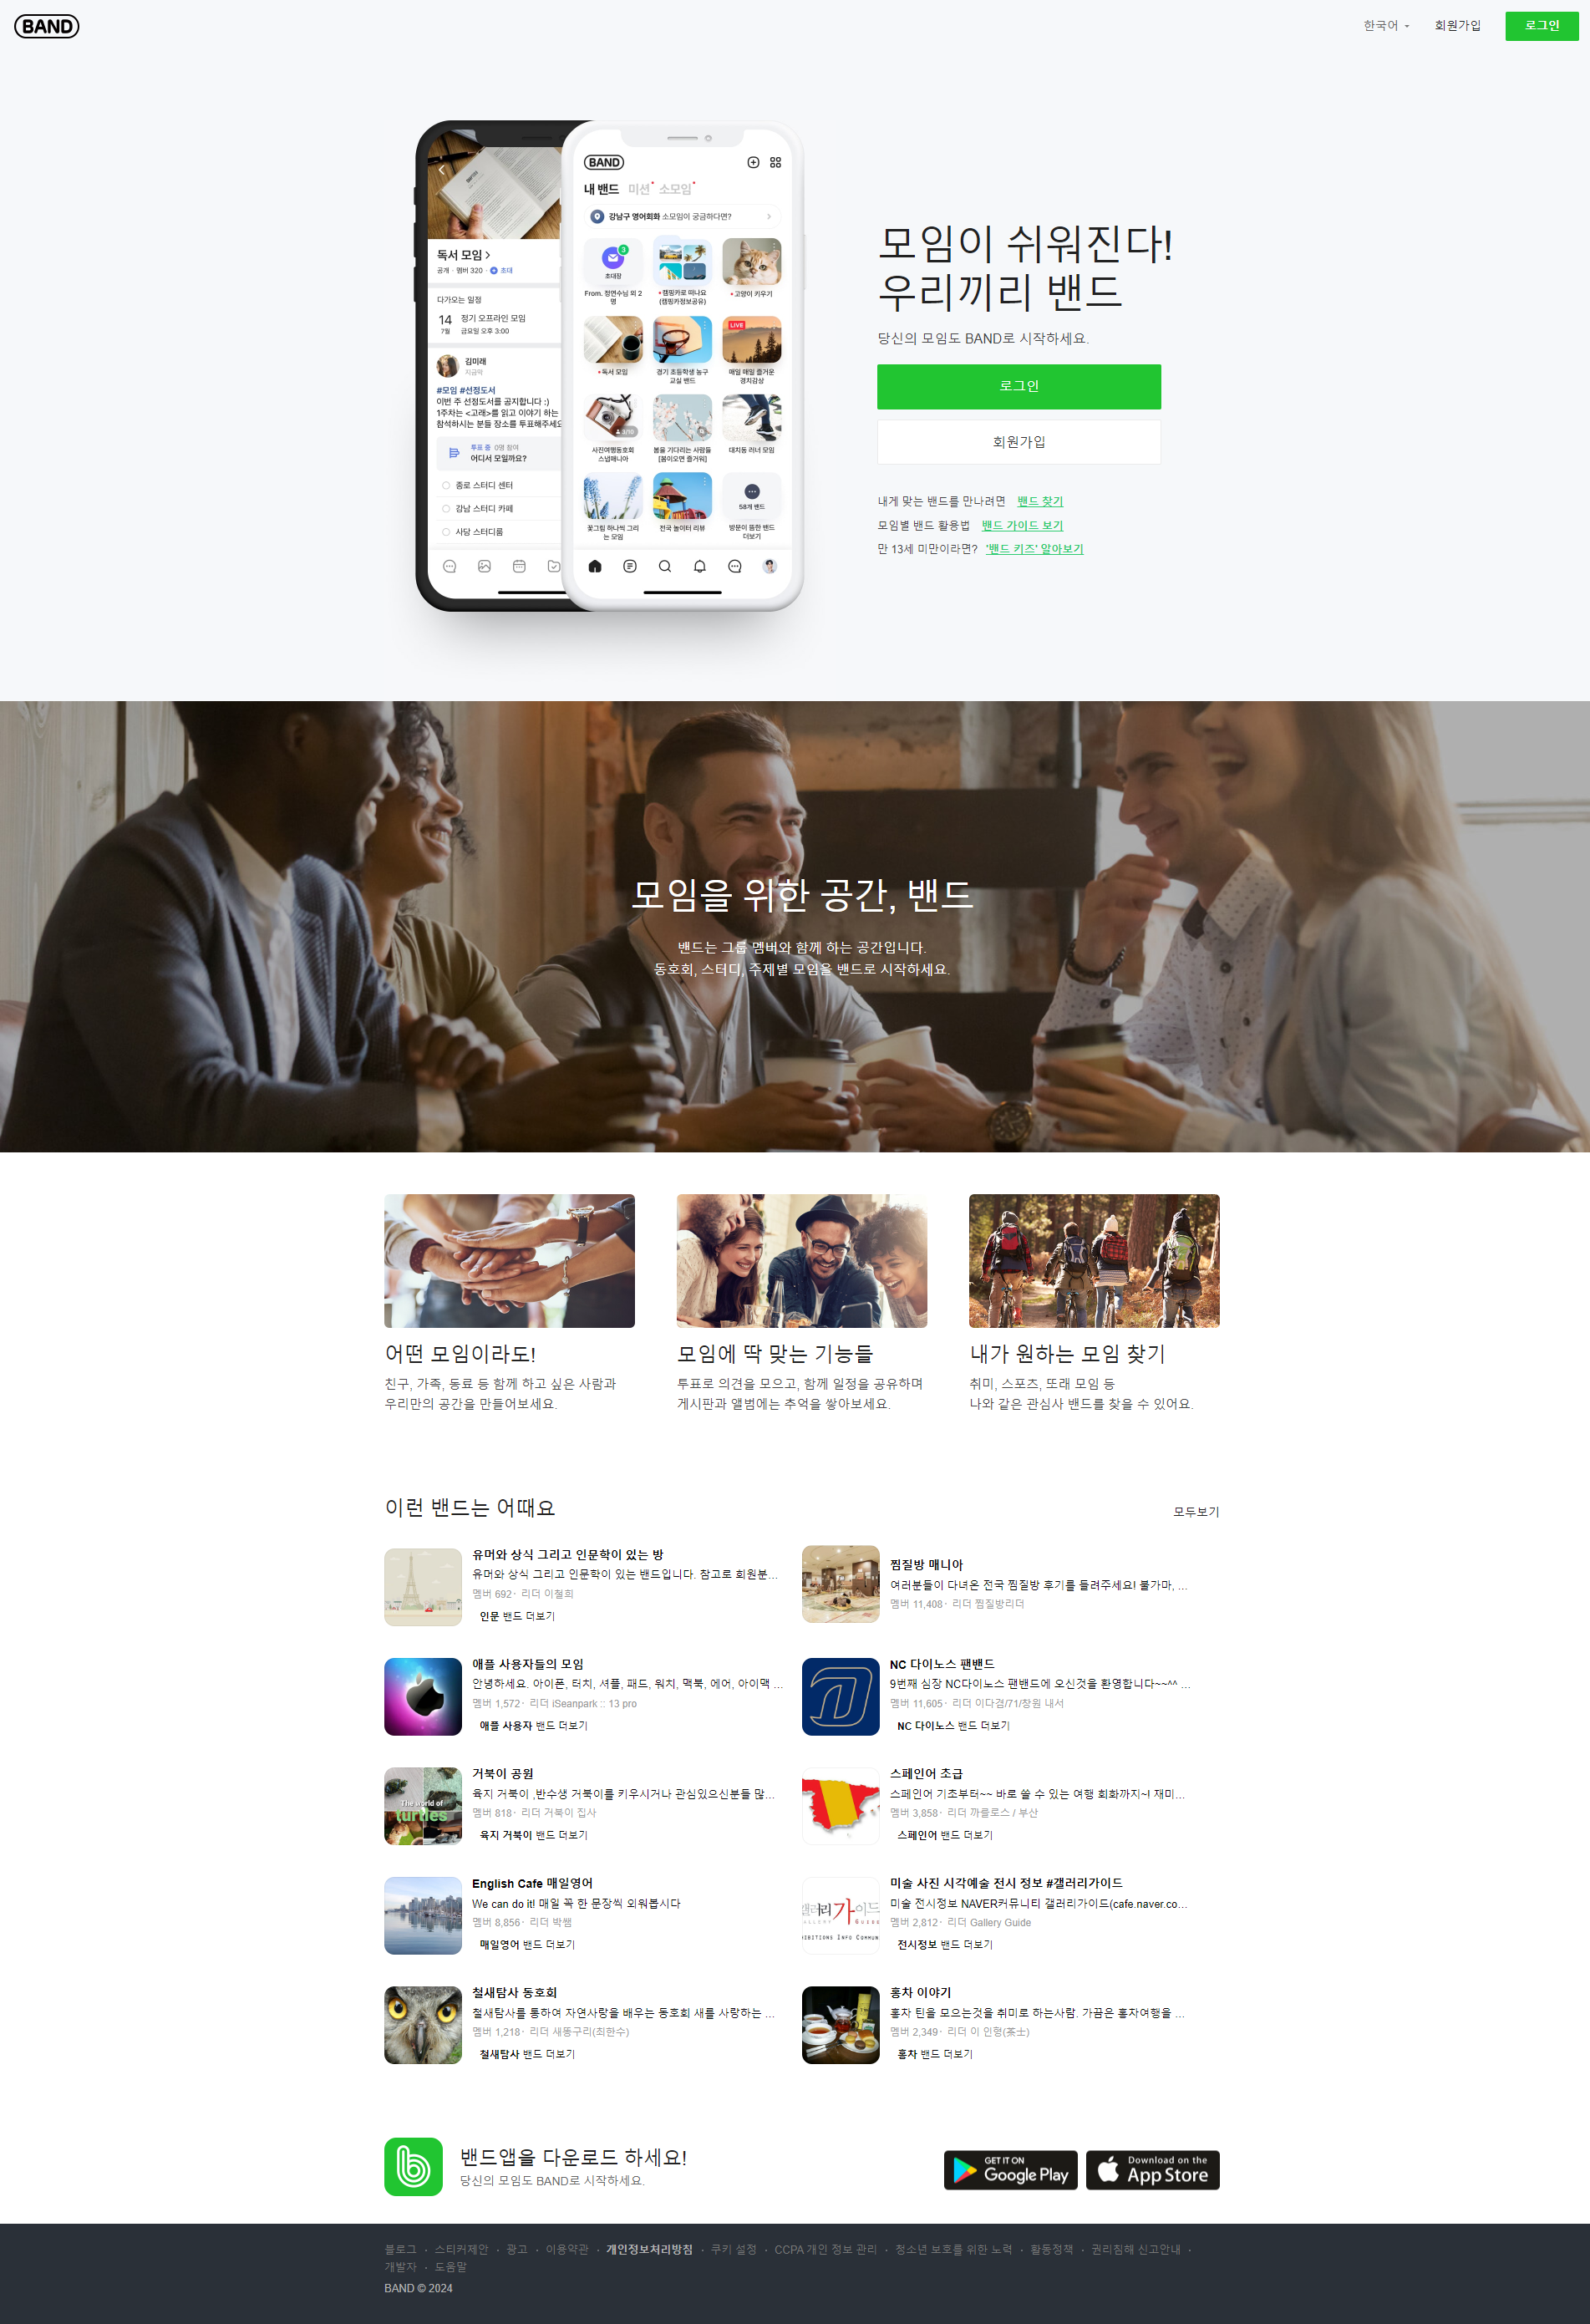 BAND
한국어
회원가입
로그인
독서 모임
공개 · 멤버 320 · 초대
다가오는 일정
14
7월
정기 오프라인 모임
금요일 오후 3:00
김미래
지금막
#모임 #선정도서
이번 주 선정도서를 공지합니다 :)
1주차는 <고래>를 읽고 이야기 하는
참석하시는 분들 장소를 투표해주세요
투표 중 0명 참여
어디서 모일까요?
종로 스터디 센터
강남 스터디 카페
사당 스터디룸
BAND
내 밴드 미션 소모임
강남구 영어회화 소모임이 궁금하다면?
3
초대장
From. 정연수님 외 2
명
캠핑카로 떠나요
(캠핑카정보공유)
고양이 키우기
LIVE
독서 모임
경기 초등학생 농구
교실 밴드
매일 매일 즐거운
경치감상
3/10
사진여행동호회
스냅매니아
봄을 기다리는 사람들
[봄이오면 즐거워]
대치동 러너 모임
58개 밴드
꽃그림 하나씩 그리
는 모임
전국 놀이터 리뷰
방문이 뜸한 밴드
더보기
모임이 쉬워진다!
우리끼리 밴드
당신의 모임도 BAND로 시작하세요.
로그인
회원가입
내게 맞는 밴드를 만나려면 밴드 찾기
모임별 밴드 활용법 밴드 가이드 보기
만 13세 미만이라면? '밴드 키즈' 알아보기
모임을 위한 공간, 밴드
밴드는 그룹 멤버와 함께 하는 공간입니다.
동호회, 스터디, 주제별 모임을 밴드로 시작하세요.
어떤 모임이라도!
친구, 가족, 동료 등 함께 하고 싶은 사람과
우리만의 공간을 만들어보세요.
모임에 딱 맞는 기능들
투표로 의견을 모으고, 함께 일정을 공유하며
게시판과 앨범에는 추억을 쌓아보세요.
내가 원하는 모임 찾기
취미, 스포츠, 또래 모임 등
나와 같은 관심사 밴드를 찾을 수 있어요.
이런 밴드는 어때요
모두보기
유머와 상식 그리고 인문학이 있는 방
유머와 상식 그리고 인문학이 있는 밴드입니다. 참고로 회원분...
멤버 692 · 리더 이철희
인문 밴드 더보기
찜질방 매니아
여러분들이 다녀온 전국 찜질방 후기를 들려주세요! 불가마, ...
멤버 11,408 · 리더 찜질방리더
애플 사용자들의 모임
안녕하세요. 아이폰, 터치, 셔플, 패드, 워치, 맥북, 에어, 아이맥 ...
멤버 1,572 · 리더 iSeanpark :: 13 pro
애플 사용자 밴드 더보기
NC 다이노스 팬밴드
9번째 심장 NC다이노스 팬밴드에 오신것을 환영합니다~~^^ ...
멤버 11,605 · 리더 이다겸/71/창원 내서
NC 다이노스 밴드 더보기
The world of
turtles
거북이 공원
육지 거북이 ,반수생 거북이를 키우시거나 관심있으신분들 많...
멤버 818 · 리더 거북이 집사
육지 거북이 밴드 더보기
스페인어 초급
스페인어 기초부터~~ 바로 쓸 수 있는 여행 회화까지~! 재미...
멤버 3,858 · 리더 까를로스 / 부산
스페인어 밴드 더보기
English Cafe 매일영어
We can do it! 매일 꼭 한 문장씩 외워봅시다
멤버 8,856 · 리더 박쌤
매일영어 밴드 더보기
갤러리가이드
미술 사진 시각예술 전시 정보 #갤러리가이드
미술 전시정보 NAVER커뮤니티 갤러리가이드(cafe.naver.co...
멤버 2,812 · 리더 Gallery Guide
전시정보 밴드 더보기
철새탐사 동호회
철새탐사를 통하여 자연사랑을 배우는 동호회 새를 사랑하는 ...
멤버 1,218 · 리더 새똥구리(최한수)
철새탐사 밴드 더보기
홍차 이야기
홍차 틴을 모으는것을 취미로 하는사람. 가끔은 홍차여행을 ...
멤버 2,349 · 리더 이 인형(茶士)
홍차 밴드 더보기
밴드앱을 다운로드 하세요!
당신의 모임도 BAND로 시작하세요.
GET IT ON
Google Play
Download on the
App Store
블로그 · 스티커제안 · 광고 · 이용약관 · 개인정보처리방침 · 쿠키 설정 · CCPA 개인 정보 관리 · 청소년 보호를 위한 노력 · 활동정책 · 권리침해 신고안내 ·
개발자 · 도움말
BAND © 2024